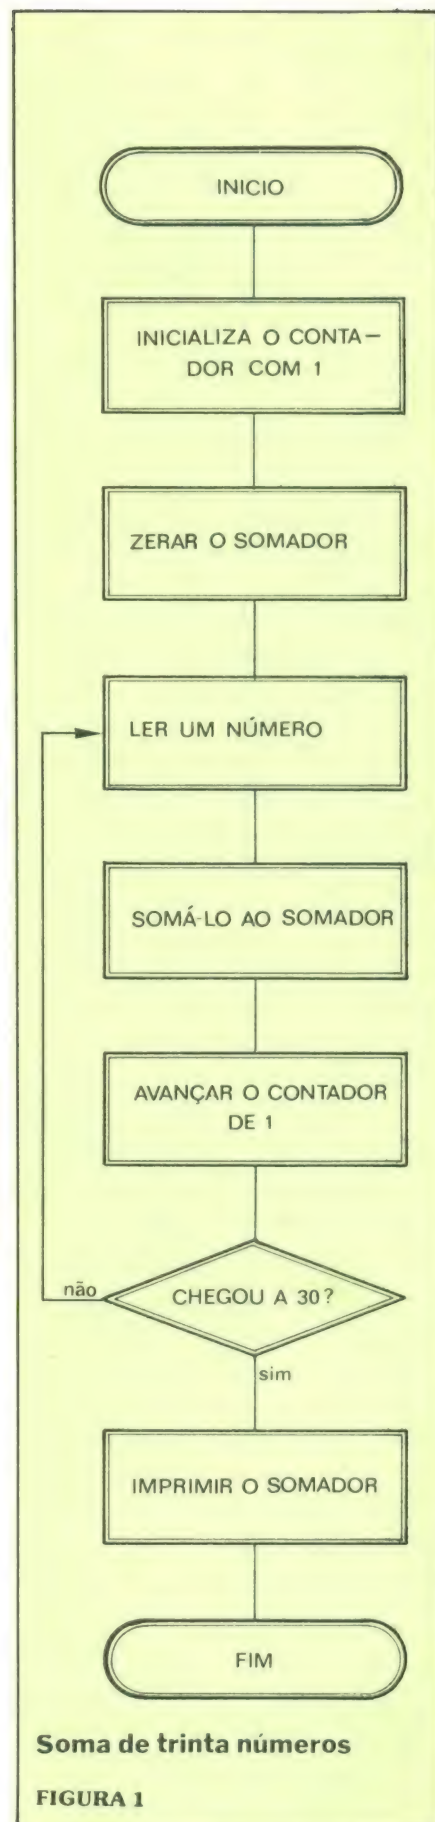 INICIO
INICIALIZA O CONTA-
DOR COM 1
ZERAR O SOMADOR
LER UM NÚMERO
SOMÁ-LO AO SOMADOR
AVANÇAR O CONTADOR
DE 1
CHEGOU A 30?
não
sim
IMPRIMIR O SOMADOR
FIM
Soma de trinta números
FIGURA 1